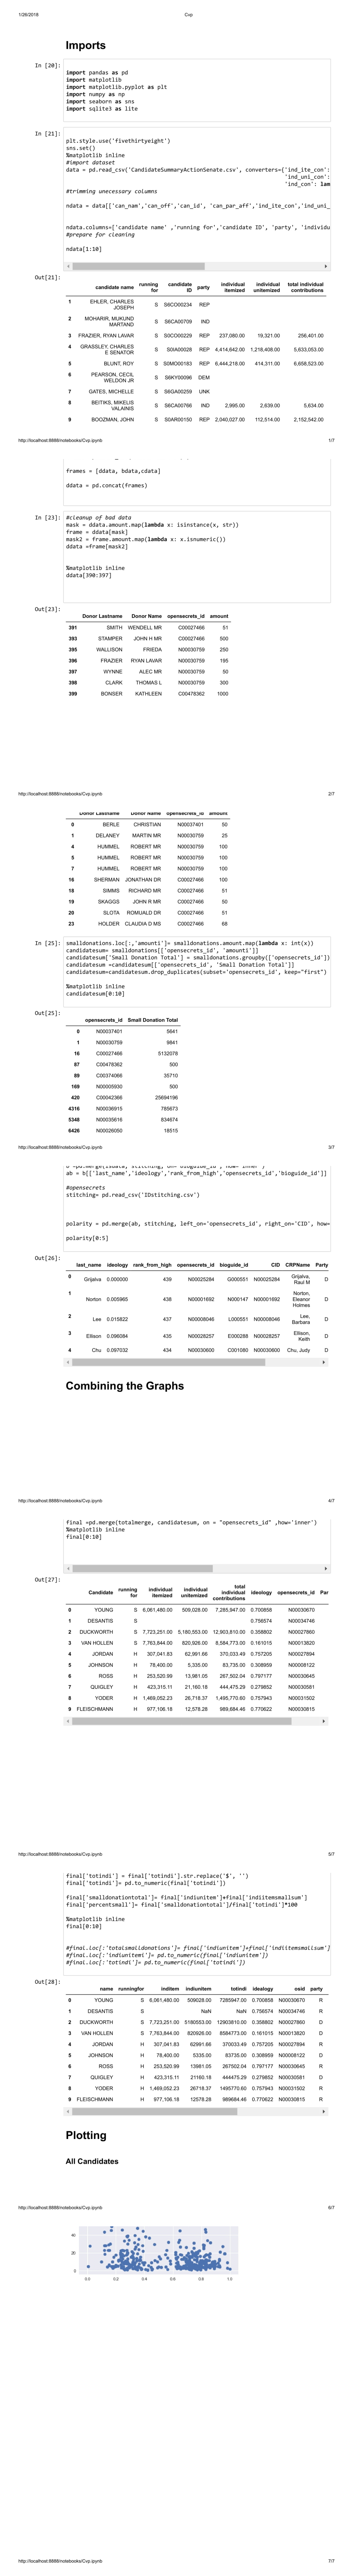 1/26/2018 Cvp
Imports
In [20]:
import pandas as pd
import matplotlib
import matplotlib.pyplot as plt
import numpy as np
import seaborn as sns
import sqlite3 as lite
In [21]:
plt.style.use('fivethirtyeight')
sns.set()
%matplotlib inline
#import dataset
data = pd.read_csv('CandidateSummaryActionSenate.csv', converters={'ind_ite_con':
'ind_uni_con':
'ind_con': lam
#trimming unecessary columns
ndata = data[['can_nam','can_off','can_id', 'can_par_aff','ind_ite_con','ind_uni_
ndata.columns=['candidate name' ,'running for','candidate ID', 'party', 'individu
#prepare for cleaning
ndata[1:10]
Out[21]:
candidate name running for candidate ID party individual itemized individual unitemized total individual contributions
1 EHLER, CHARLES JOSEPH S S6CO00234 REP
2 MOHARIR, MUKUND MARTAND S S6CA00709 IND
3 FRAZIER, RYAN LAVAR S S0CO00229 REP 237,080.00 19,321.00 256,401.00
4 GRASSLEY, CHARLES E SENATOR S S0IA00028 REP 4,414,642.00 1,218,408.00 5,633,053.00
5 BLUNT, ROY S S0MO00183 REP 6,444,218.00 414,311.00 6,658,523.00
6 PEARSON, CECIL WELDON JR S S6KY00096 DEM
7 GATES, MICHELLE S S6GA00259 UNK
8 BEITIKS, MIKELIS VALAINIS S S6CA00766 IND 2,995.00 2,639.00 5,634.00
9 BOOZMAN, JOHN S S0AR00150 REP 2,040,027.00 112,514.00 2,152,542.00
http://localhost:8888/notebooks/Cvp.ipynb 1/7
frames = [ddata, bdata,cdata]
ddata = pd.concat(frames)
In [23]:
#cleanup of bad data
mask = ddata.amount.map(lambda x: isinstance(x, str))
frame = ddata[mask]
mask2 = frame.amount.map(lambda x: x.isnumeric())
ddata =frame[mask2]
%matplotlib inline
ddata[390:397]
Out[23]:
Donor Lastname Donor Name opensecrets_id amount
391 SMITH WENDELL MR C00027466 51
393 STAMPER JOHN H MR C00027466 500
395 WALLISON FRIEDA N00030759 250
396 FRAZIER RYAN LAVAR N00030759 195
397 WYNNE ALEC MR N00030759 50
398 CLARK THOMAS L N00030759 300
399 BONSER KATHLEEN C00478362 1000
http://localhost:8888/notebooks/Cvp.ipynb 2/7
Donor Lastname Donor Name opensecrets_id amount
0 BERLE CHRISTIAN N00037401 50
1 DELANEY MARTIN MR N00030759 25
4 HUMMEL ROBERT MR N00030759 100
5 HUMMEL ROBERT MR N00030759 100
7 HUMMEL ROBERT MR N00030759 100
16 SHERMAN JONATHAN DR C00027466 100
18 SIMMS RICHARD MR C00027466 51
19 SKAGGS JOHN R MR C00027466 50
20 SLOTA ROMUALD DR C00027466 51
23 HOLDER CLAUDIA D MS C00027466 68
In [25]:
smalldonations.loc[:,'amounti']= smalldonations.amount.map(lambda x: int(x))
candidatesum= smalldonations[['opensecrets_id', 'amounti']]
candidatesum['Small Donation Total'] = smalldonations.groupby(['opensecrets_id'])
candidatesum =candidatesum[['opensecrets_id', 'Small Donation Total']]
candidatesum=candidatesum.drop_duplicates(subset='opensecrets_id', keep="first")
%matplotlib inline
candidatesum[0:10]
Out[25]:
opensecrets_id Small Donation Total
0 N00037401 5641
1 N00030759 9841
16 C00027466 5132078
87 C00478362 500
89 C00374066 35710
169 N00005930 500
420 C00042366 25694196
4316 N00036915 785673
5348 N00035616 834674
6426 N00026050 18515
http://localhost:8888/notebooks/Cvp.ipynb 3/7
ab = b[['last_name','ideology','rank_from_high','opensecrets_id','bioguide_id']]
#opensecrets
stitching= pd.read_csv('IDstitching.csv')
polarity = pd.merge(ab, stitching, left_on='opensecrets_id', right_on='CID', how=
polarity[0:5]
Out[26]:
last_name ideology rank_from_high opensecrets_id bioguide_id CID CRPName Party
0 Grijalva 0.000000 439 N00025284 G000551 N00025284 Grijalva, Raul M D
1 Norton 0.005965 438 N00001692 N000147 N00001692 Norton, Eleanor Holmes D
2 Lee 0.015822 437 N00008046 L000551 N00008046 Lee, Barbara D
3 Ellison 0.096084 435 N00028257 E000288 N00028257 Ellison, Keith D
4 Chu 0.097032 434 N00030600 C001080 N00030600 Chu, Judy D
Combining the Graphs
http://localhost:8888/notebooks/Cvp.ipynb 4/7
final =pd.merge(totalmerge, candidatesum, on = "opensecrets_id" ,how='inner')
%matplotlib inline
final[0:10]
Out[27]:
Candidate running for individual itemized individual unitemized total individual contributions ideology opensecrets_id Par
0 YOUNG S 6,061,480.00 509,028.00 7,285,947.00 0.700858 N00030670
1 DESANTIS S 0.756574 N00034746
2 DUCKWORTH S 7,723,251.00 5,180,553.00 12,903,810.00 0.358802 N00027860
3 VAN HOLLEN S 7,763,844.00 820,926.00 8,584,773.00 0.161015 N00013820
4 JORDAN H 307,041.83 62,991.66 370,033.49 0.757205 N00027894
5 JOHNSON H 78,400.00 5,335.00 83,735.00 0.308959 N00008122
6 ROSS H 253,520.99 13,981.05 267,502.04 0.797177 N00030645
7 QUIGLEY H 423,315.11 21,160.18 444,475.29 0.279852 N00030581
8 YODER H 1,469,052.23 26,718.37 1,495,770.60 0.757943 N00031502
9 FLEISCHMANN H 977,106.18 12,578.28 989,684.46 0.770622 N00030815
http://localhost:8888/notebooks/Cvp.ipynb 5/7
final['totindi'] = final['totindi'].str.replace('$', '')
final['totindi']= pd.to_numeric(final['totindi'])
final['smalldonationtotal']= final['indiunitem']+final['indiitemsmallsum']
final['percentsmall']= final['smalldonationtotal']/final['totindi']*100
%matplotlib inline
final[0:10]
#final.loc[:'totaolsmalldonations']= final['indiunitem']+final['indiitemsmallsum']
#final['indiunitem']= pd.to_numeric(final['indiunitem'])
#final.loc[:'totindi']= pd.to_numeric(final['totindi'])
Out[28]:
name runningfor inditem indiunitem totindi idealogy osid party
0 YOUNG S 6,061,480.00 509028.00 7285947.00 0.700858 N00030670 R
1 DESANTIS S NaN NaN 0.756574 N00034746 R
2 DUCKWORTH S 7,723,251.00 5180553.00 12903810.00 0.358802 N00027860 D
3 VAN HOLLEN S 7,763,844.00 820926.00 8584773.00 0.161015 N00013820 D
4 JORDAN H 307,041.83 62991.66 370033.49 0.757205 N00027894 R
5 JOHNSON H 78,400.00 5335.00 83735.00 0.308959 N00008122 D
6 ROSS H 253,520.99 13981.05 267502.04 0.797177 N00030645 R
7 QUIGLEY H 423,315.11 21160.18 444475.29 0.279852 N00030581 D
8 YODER H 1,469,052.23 26718.37 1495770.60 0.757943 N00031502 R
9 FLEISCHMANN H 977,106.18 12578.28 989684.46 0.770622 N00030815 R
Plotting
All Candidates
http://localhost:8888/notebooks/Cvp.ipynb 6/7
40
20
0
0.0 0.2 0.4 0.6 0.8 1.0
http://localhost:8888/notebooks/Cvp.ipynb 7/7